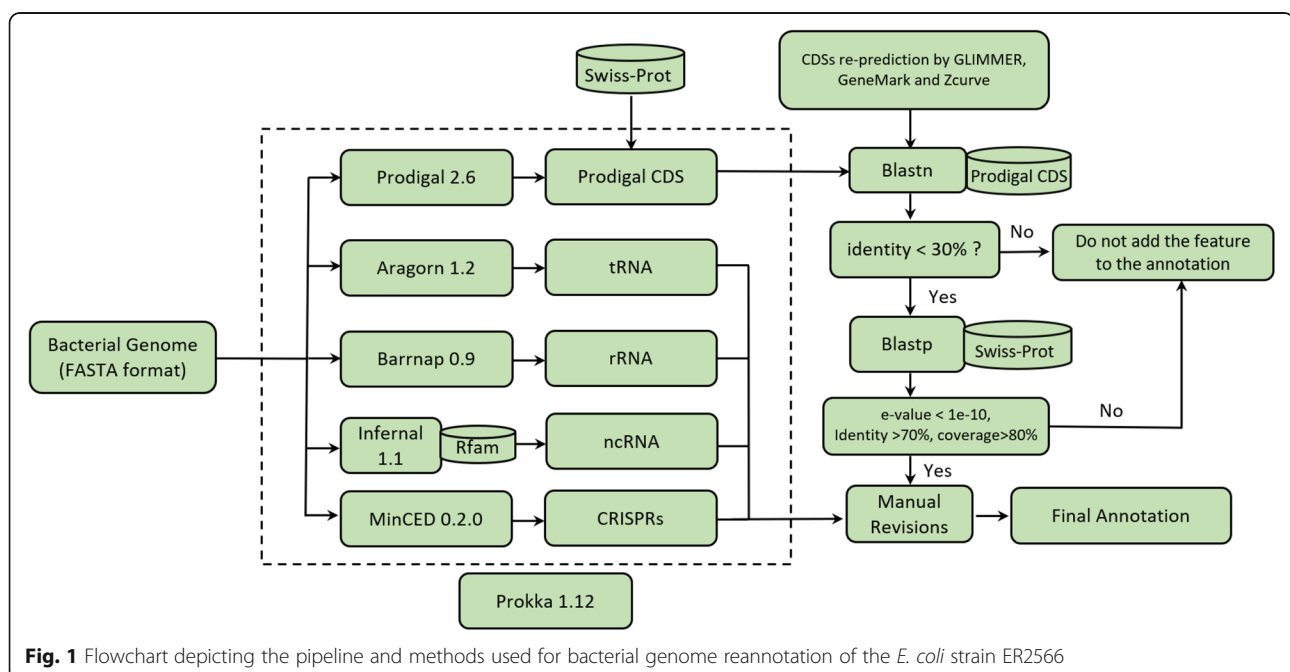 Swiss-Prot
CDSs re-prediction by GLIMMER,
GeneMark and Zcurve
Prodigal 2.6
Prodigal CDS
Blastn
Prodigal CDS
Aragorn 1.2
tRNA
identity < 30% ?
No
Do not add the feature
to the annotation
Yes
Bacterial Genome
(FASTA format)
Barrnap 0.9
rRNA
Blastp
Swiss-Prot
Infernal
1.1
Rfam
ncRNA
e-value < 1e-10,
Identity >70%, coverage>80%
No
Yes
MinCED 0.2.0
CRISPRs
Manual
Revisions
Final Annotation
Prokka 1.12
Fig. 1 Flowchart depicting the pipeline and methods used for bacterial genome reannotation of the E. coli strain ER2566